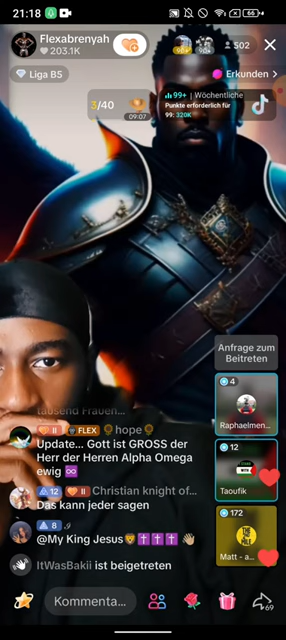 21:18
66
Flexabrenyah
203.1K
502
Liga B5
Erkunden >
3/40
09:07
99+ | Wöchentliche
Punkte erforderlich für
99: 320K
Anfrage zum
Beitreten
4
Raphaelmen...
12
Taoufik
172
Matt - a...
tausend Frauen...
II FLEX hope
Update... Gott ist GROSS der
Herr der Herren Alpha Omega
ewig ♾️
12 II Christian knight of...
Das kann jeder sagen
8
@My King Jesus🦁✝️✝️✝️👋🏽
ItWasBakii ist beigetreten
Kommenta...
69